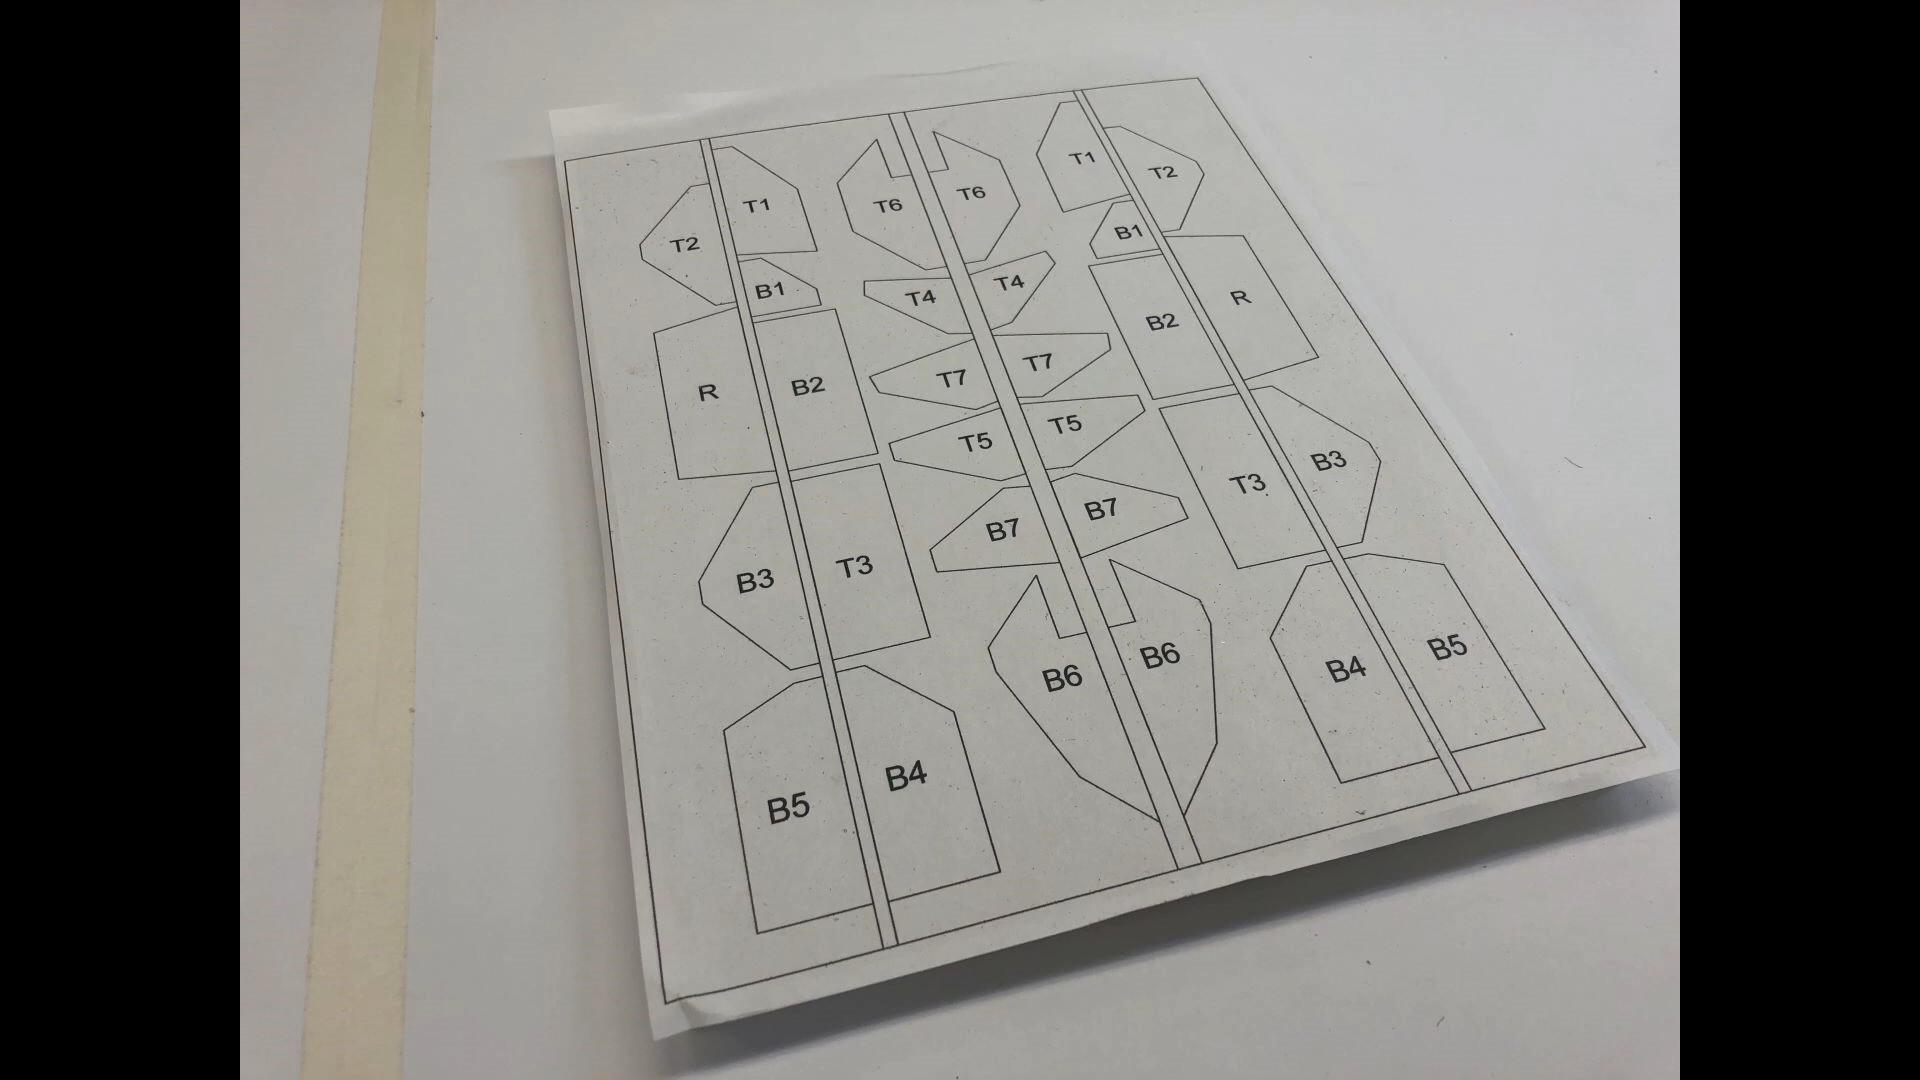 T1 T2
T1 T6 T6
T2 B1
B1 T4 T4 B2 R
R B2 T7 T7
T5 T5 T3 B3
B3 T3 B7 B7
B5 B4 B6 B6 B4 B5